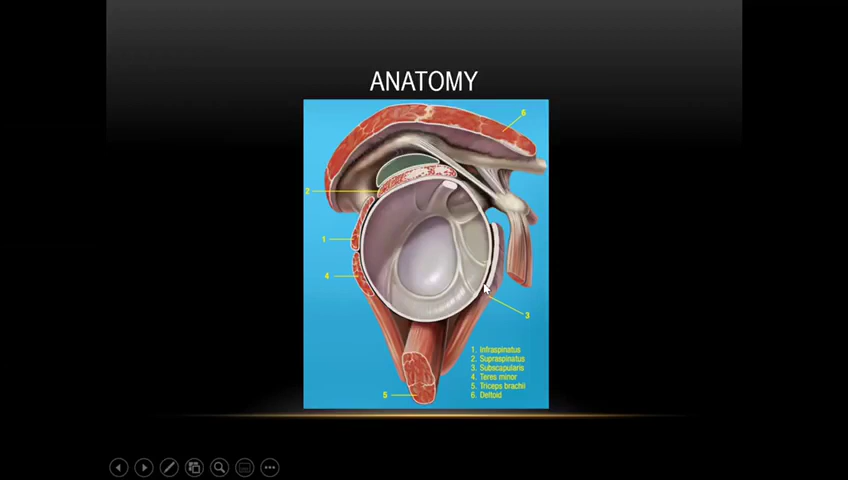 ANATOMY
6
2
1
4
3
5
1. Infraspinatus
2. Supraspinatus
3. Subscapularis
4. Teres minor
5. Triceps brachii
6. Deltoid